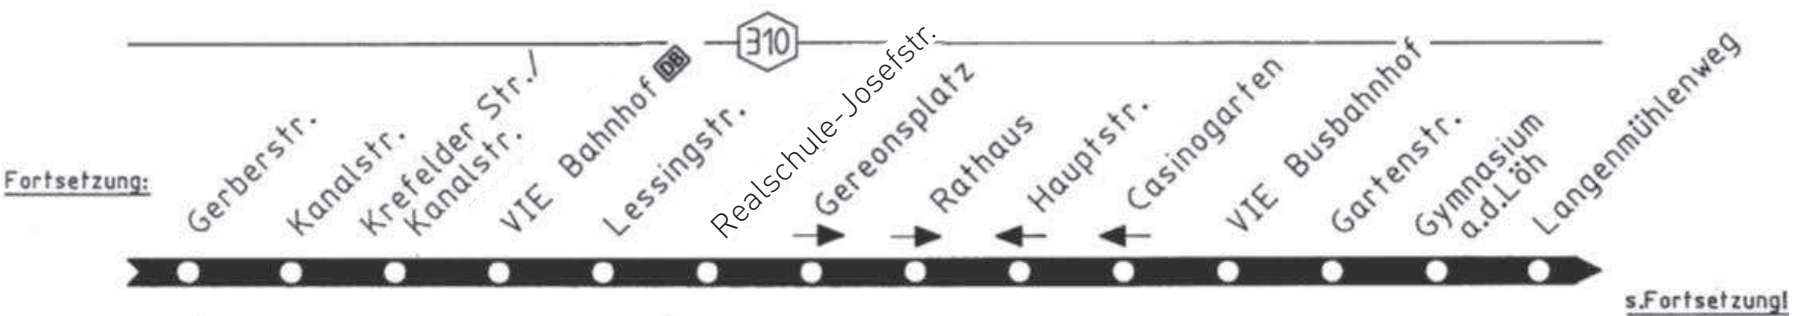 310
Fortsetzung:
Gerberstr.
Kanalstr.
Krefelder Str./
Kanalstr.
VIE Bahnhof DB
Lessingstr.
Realschule-Josefstr.
Gereonsplatz
Rathaus
Hauptstr.
Casinogarten
VIE Busbahnhof
Gartenstr.
Gymnasium
a.d.Löh
Langenmühlenweg
s.Fortsetzung!